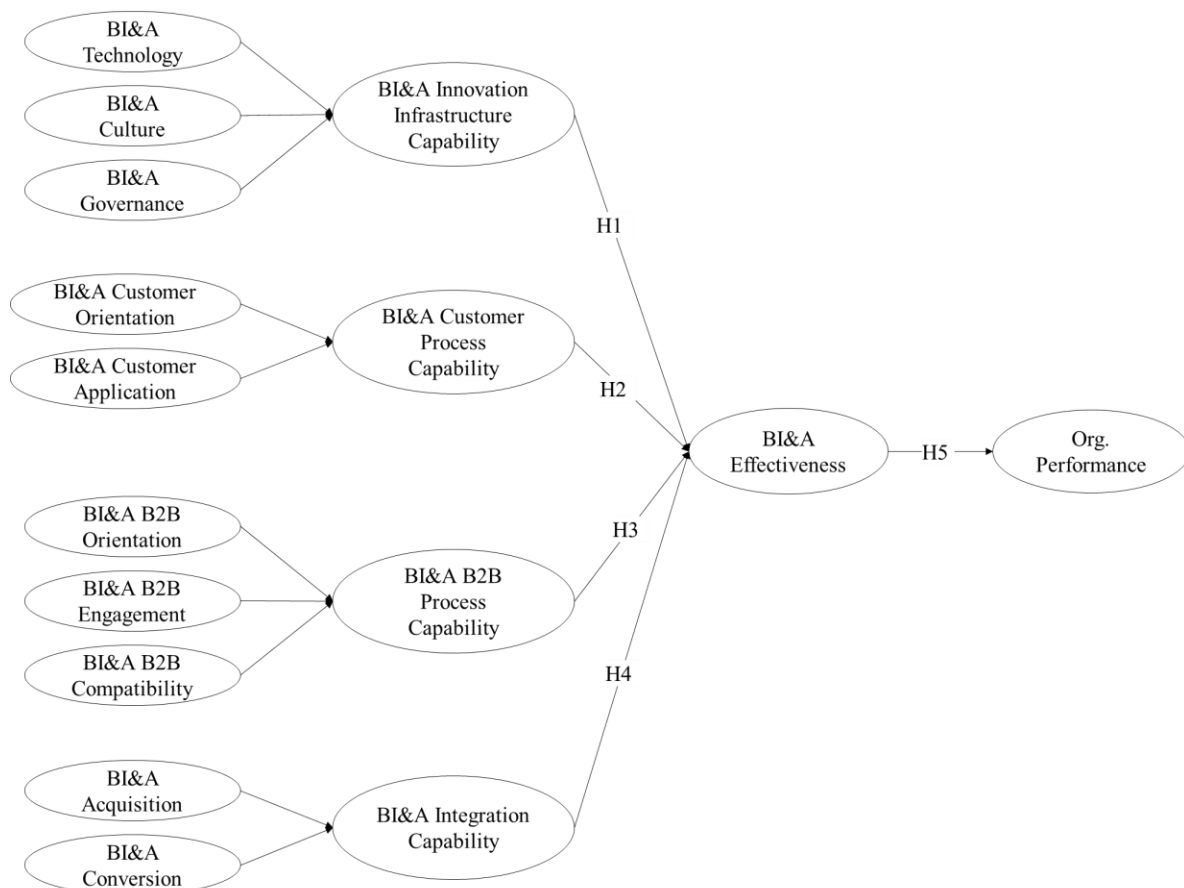 BI&A
Technology
BI&A
Culture
BI&A
Governance
BI&A Innovation
Infrastructure
Capability
H1
BI&A Customer
Orientation
BI&A Customer
Application
BI&A Customer
Process
Capability
H2
BI&A B2B
Orientation
BI&A B2B
Engagement
BI&A B2B
Compatibility
BI&A B2B
Process
Capability
H3
BI&A
Acquisition
BI&A
Conversion
BI&A Integration
Capability
H4
BI&A
Effectiveness
H5
Org.
Performance